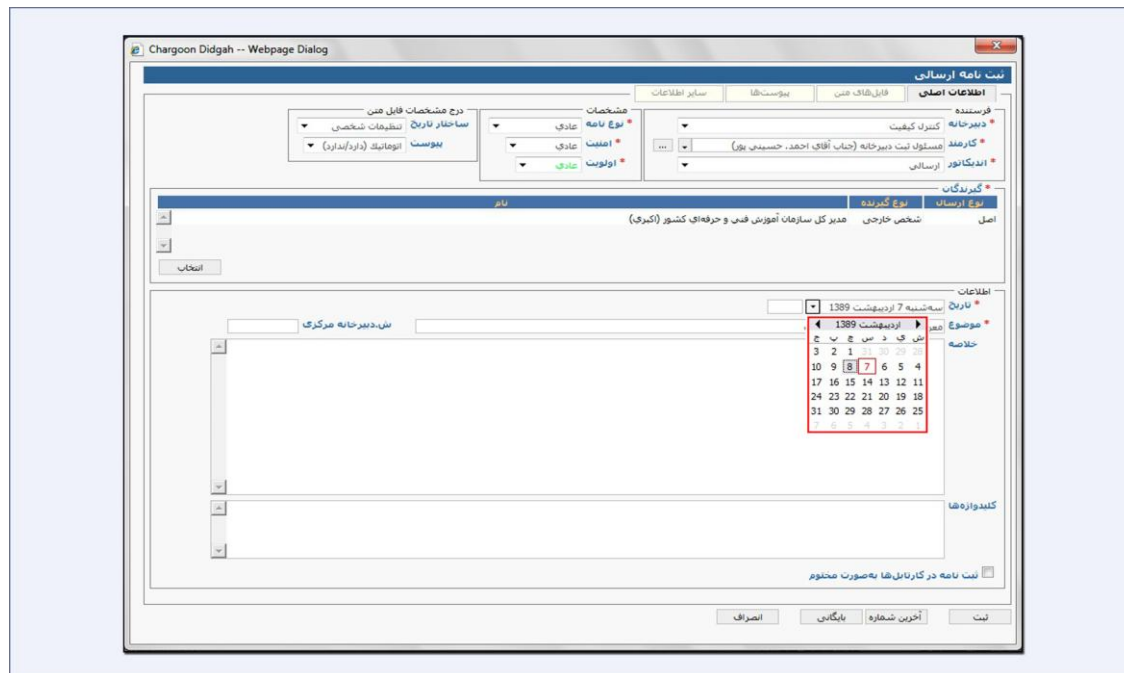 Chargoon Didgah -- Webpage Dialog
ثبت نامه ارسالی
اطلاعات اصلی فایل‌های متن پیوست‌ها سایر اطلاعات
فرستنده
* دبیرخانه کنترل کیفیت
* کارمند مسئول ثبت دبیرخانه (جناب آقای احمد، حسینی پور) ...
* اندیکاتور ارسالی
مشخصات
* نوع نامه عادی
* امنیت عادی
* اولویت عادی
درج مشخصات فایل متن
ساختار تاریخ تنظیمات شخصی
پیوست اتوماتیك (دارد/ندارد)
* گیرندگان
نوع ارسال نوع گیرنده نام
اصل شخص خارجی مدیر کل سازمان آموزش فنی و حرفه‌ای کشور (اکبری)
انتخاب
اطلاعات
* تاریخ سه‌شنبه 7 اردیبهشت 1389
* موضوع معر
ش.دبیرخانه مرکزی
اردیبهشت 1389
ش ي د س چ پ ج
28 29 30 31 1 2 3
4 5 6 7 8 9 10
11 12 13 14 15 16 17
18 19 20 21 22 23 24
25 26 27 28 29 30 31
1 2 3 4 5 6 7
خلاصه
کلیدواژه‌ها
ثبت نامه در کارتابل‌ها به‌صورت مختوم
ثبت آخرین شماره بایگانی انصراف